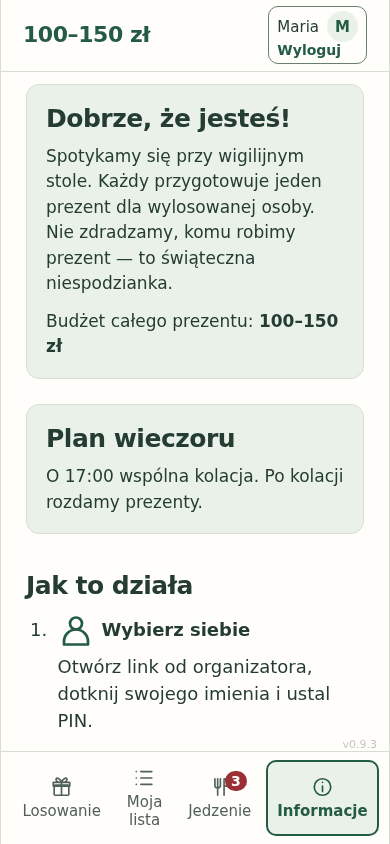 100–150 zł
Maria M
Wyloguj
Dobrze, że jesteś!
Spotykamy się przy wigilijnym
stole. Każdy przygotowuje jeden
prezent dla wylosowanej osoby.
Nie zdradzamy, komu robimy
prezent — to świąteczna
niespodzianka.
Budżet całego prezentu: 100–150
zł
Plan wieczoru
O 17:00 wspólna kolacja. Po kolacji
rozdamy prezenty.
Jak to działa
1. Wybierz siebie
Otwórz link od organizatora,
dotknij swojego imienia i ustal
PIN.
v0.9.3
Losowanie
Moja
lista
3
Jedzenie
Informacje